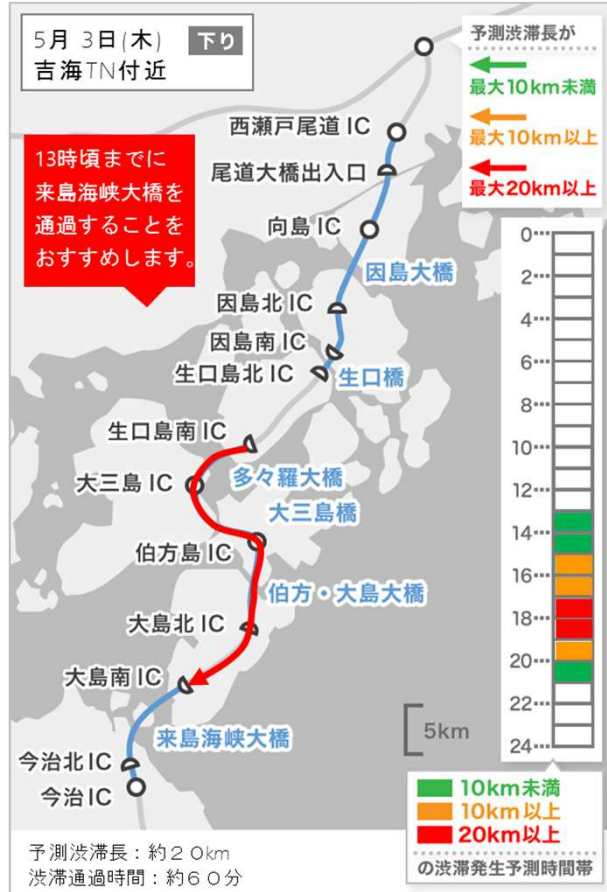 5月 3日(木) 下り
吉海TN付近
予測渋滞長が
最大10km未満
最大10km以上
最大20km以上
13時頃までに
来島海峡大橋を
通過することを
おすすめします。
西瀬戸尾道 IC
尾道大橋出入口
向島 IC
因島大橋
因島北 IC
因島南 IC
生口島北 IC
生口橋
生口島南 IC
多々羅大橋
大三島 IC
大三島橋
伯方島 IC
伯方・大島大橋
大島北 IC
大島南 IC
来島海峡大橋
今治北 IC
今治 IC
5km
0
2
4
6
8
10
12
14
16
18
20
22
24
10km未満
10km以上
20km以上
の渋滞発生予測時間帯
予測渋滞長：約２０km
渋滞通過時間：約６０分